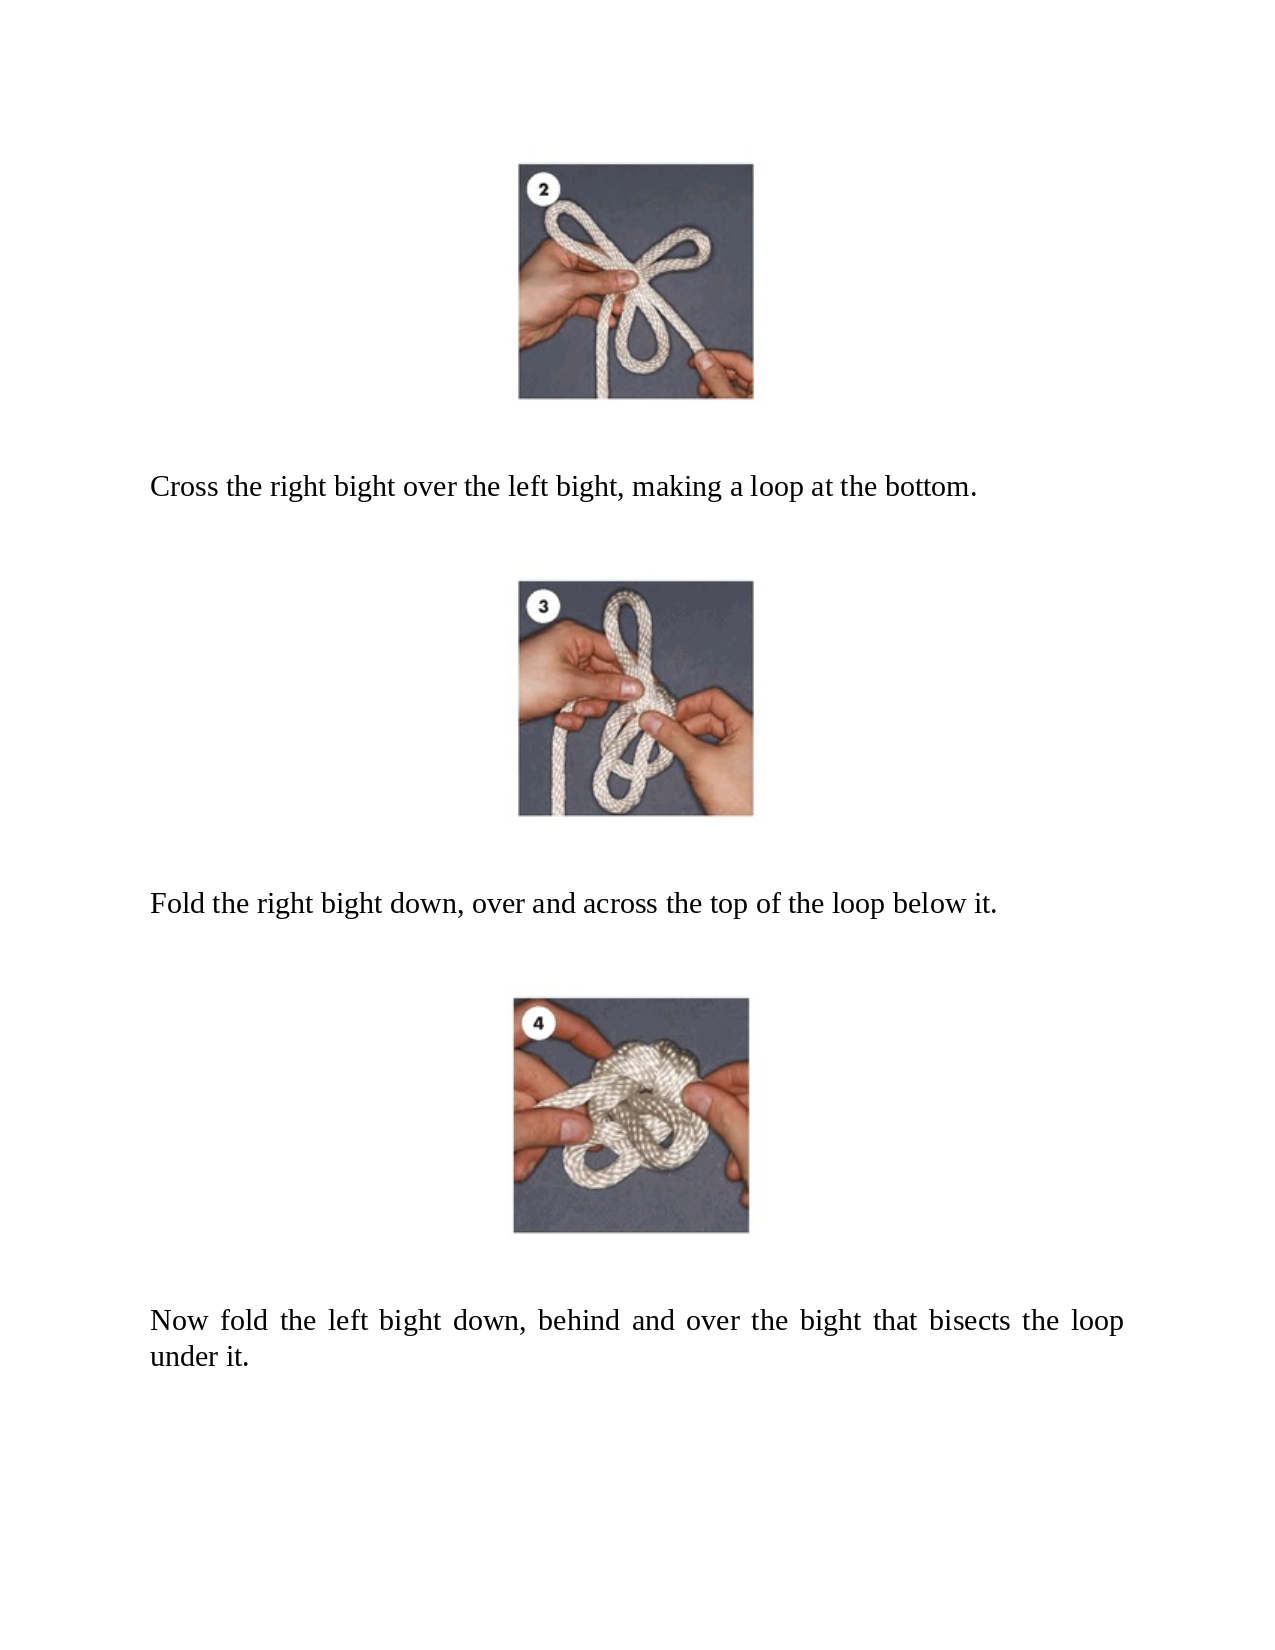 2
Cross the right bight over the left bight, making a loop at the bottom.
3
Fold the right bight down, over and across the top of the loop below it.
4
Now fold the left bight down, behind and over the bight that bisects the loop
under it.